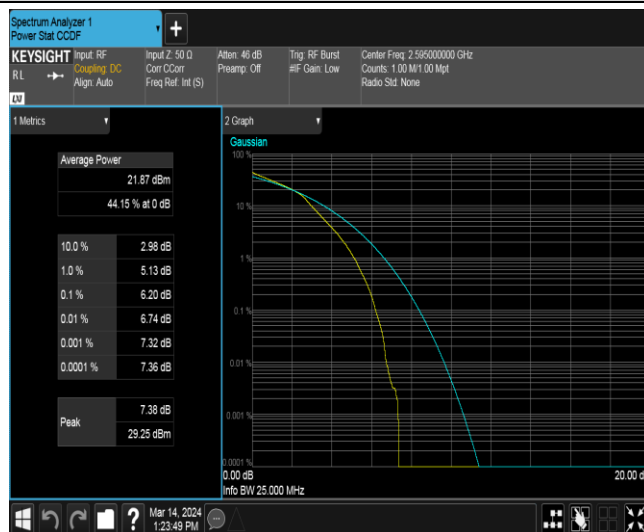 Spectrum Analyzer 1
Power Stat CCDF
KEYSIGHT
RL
Input: RF
Coupling: DC
Align: Auto
Input Z: 50 Ω
Corr CCorr
Freq Ref: Int (S)
Atten: 46 dB
Preamp: Off
Trig: RF Burst
#IF Gain: Low
Center Freq: 2.595000000 GHz
Counts: 1.00 M/1.00 Mpt
Radio Std: None
LXI
1 Metrics
Average Power
21.87 dBm
44.15 % at 0 dB
10.0 % 2.98 dB
1.0 % 5.13 dB
0.1 % 6.20 dB
0.01 % 6.74 dB
0.001 % 7.32 dB
0.0001 % 7.36 dB
Peak
7.38 dB
29.25 dBm
2 Graph
Gaussian
100 %
10 %
1 %
0.1 %
0.01 %
0.001 %
0.0001 %
0.00 dB
20.00 d
Info BW 25.000 MHz
Mar 14, 2024
1:23:49 PM